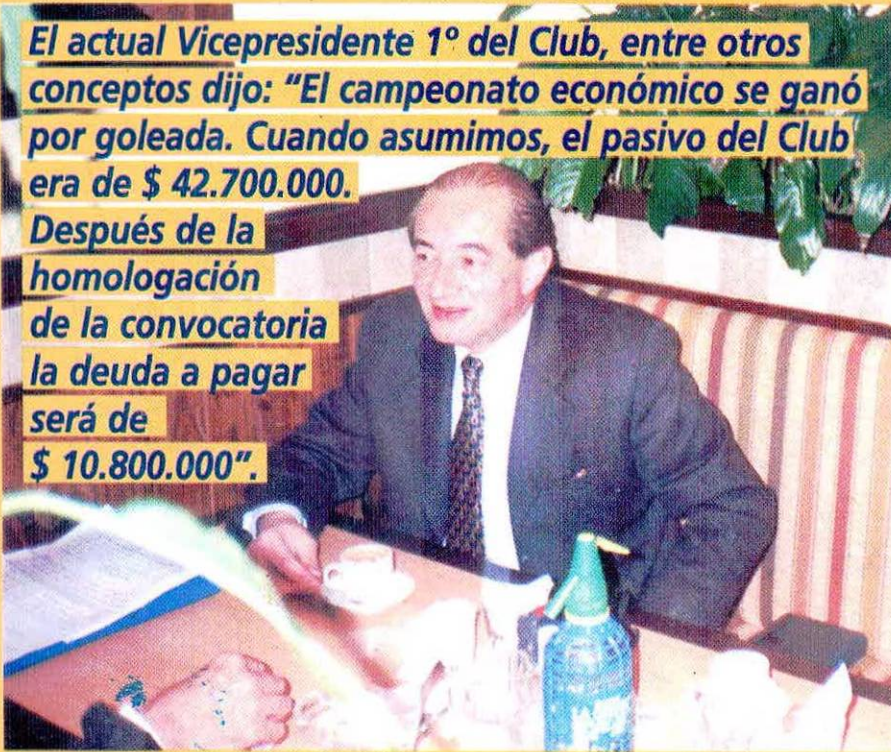 El actual Vicepresidente 1º del Club, entre otros
conceptos dijo: “El campeonato económico se ganó
por goleada. Cuando asumimos, el pasivo del Club
era de $ 42.700.000.
Después de la
homologación
de la convocatoria
la deuda a pagar
será de
$ 10.800.000”.